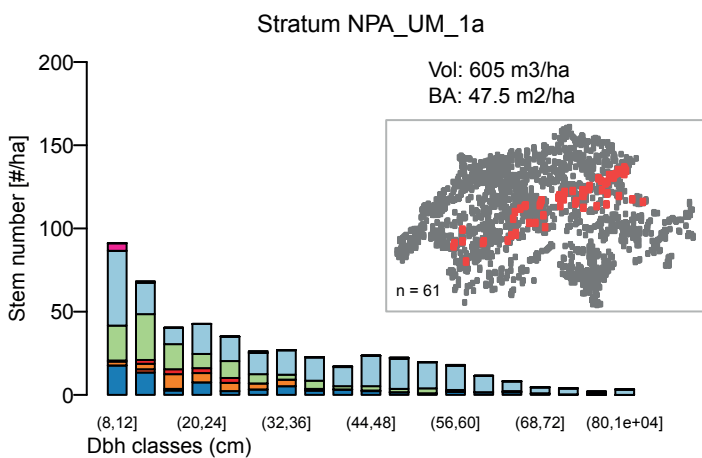 Stratum NPA_UM_1a
Vol: 605 m3/ha
BA: 47.5 m2/ha
n = 61
Stem number [#/ha]
200
150
100
50
0
(8,12] (20,24] (32,36] (44,48] (56,60] (68,72] (80,1e+04]
Dbh classes (cm)